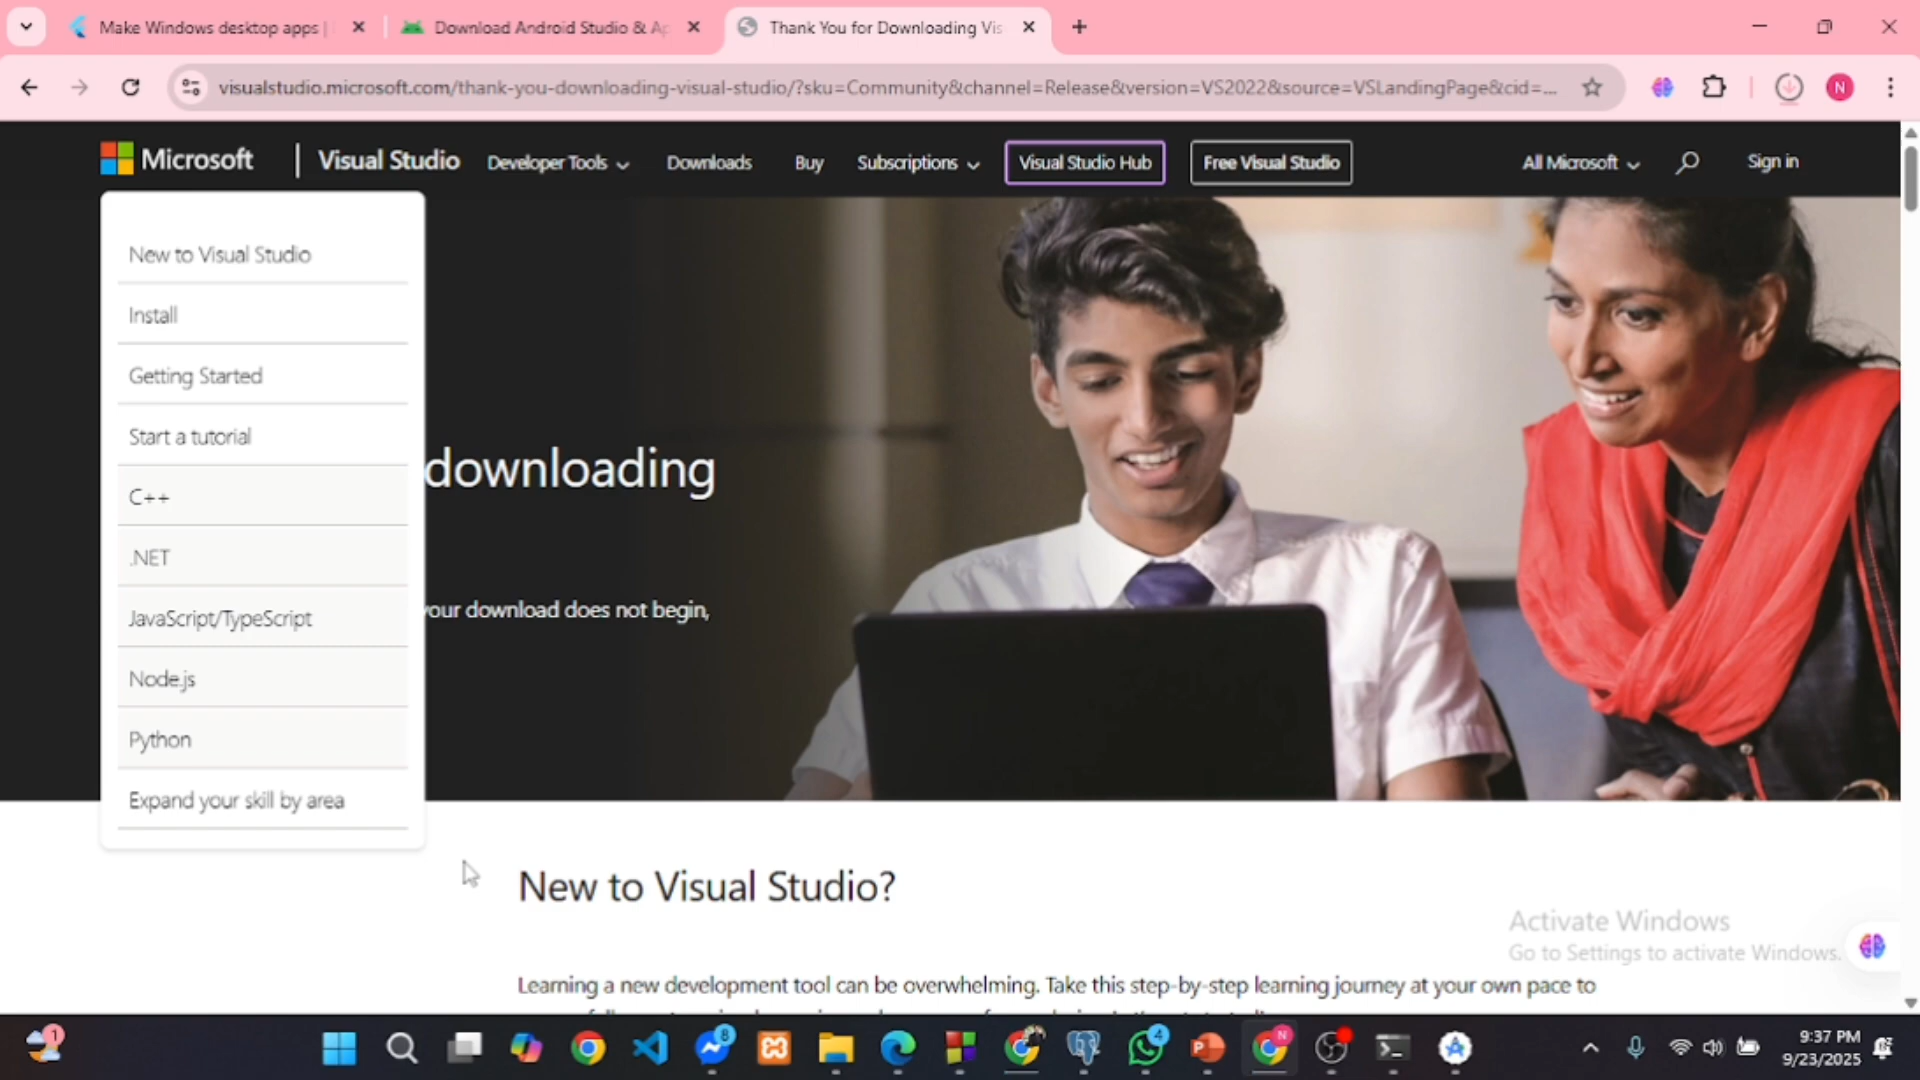 Make Windows desktop apps |
Download Android Studio & Ap
Thank You for Downloading Vis
visualstudio.microsoft.com/thank-you-downloading-visual-studio/?sku=Community&channel=Release&version=VS2022&source=VSLandingPage&cid=...
N
Microsoft
Visual Studio
Developer Tools
Downloads
Buy
Subscriptions
Visual Studio Hub
Free Visual Studio
All Microsoft
Sign in
New to Visual Studio
Install
Getting Started
Start a tutorial
C++
.NET
JavaScript/TypeScript
Node.js
Python
Expand your skill by area
downloading
your download does not begin,
New to Visual Studio?
Learning a new development tool can be overwhelming. Take this step-by-step learning journey at your own pace to
Activate Windows
Go to Settings to activate Windows.
1
8
4
N
9:37 PM
9/23/2025